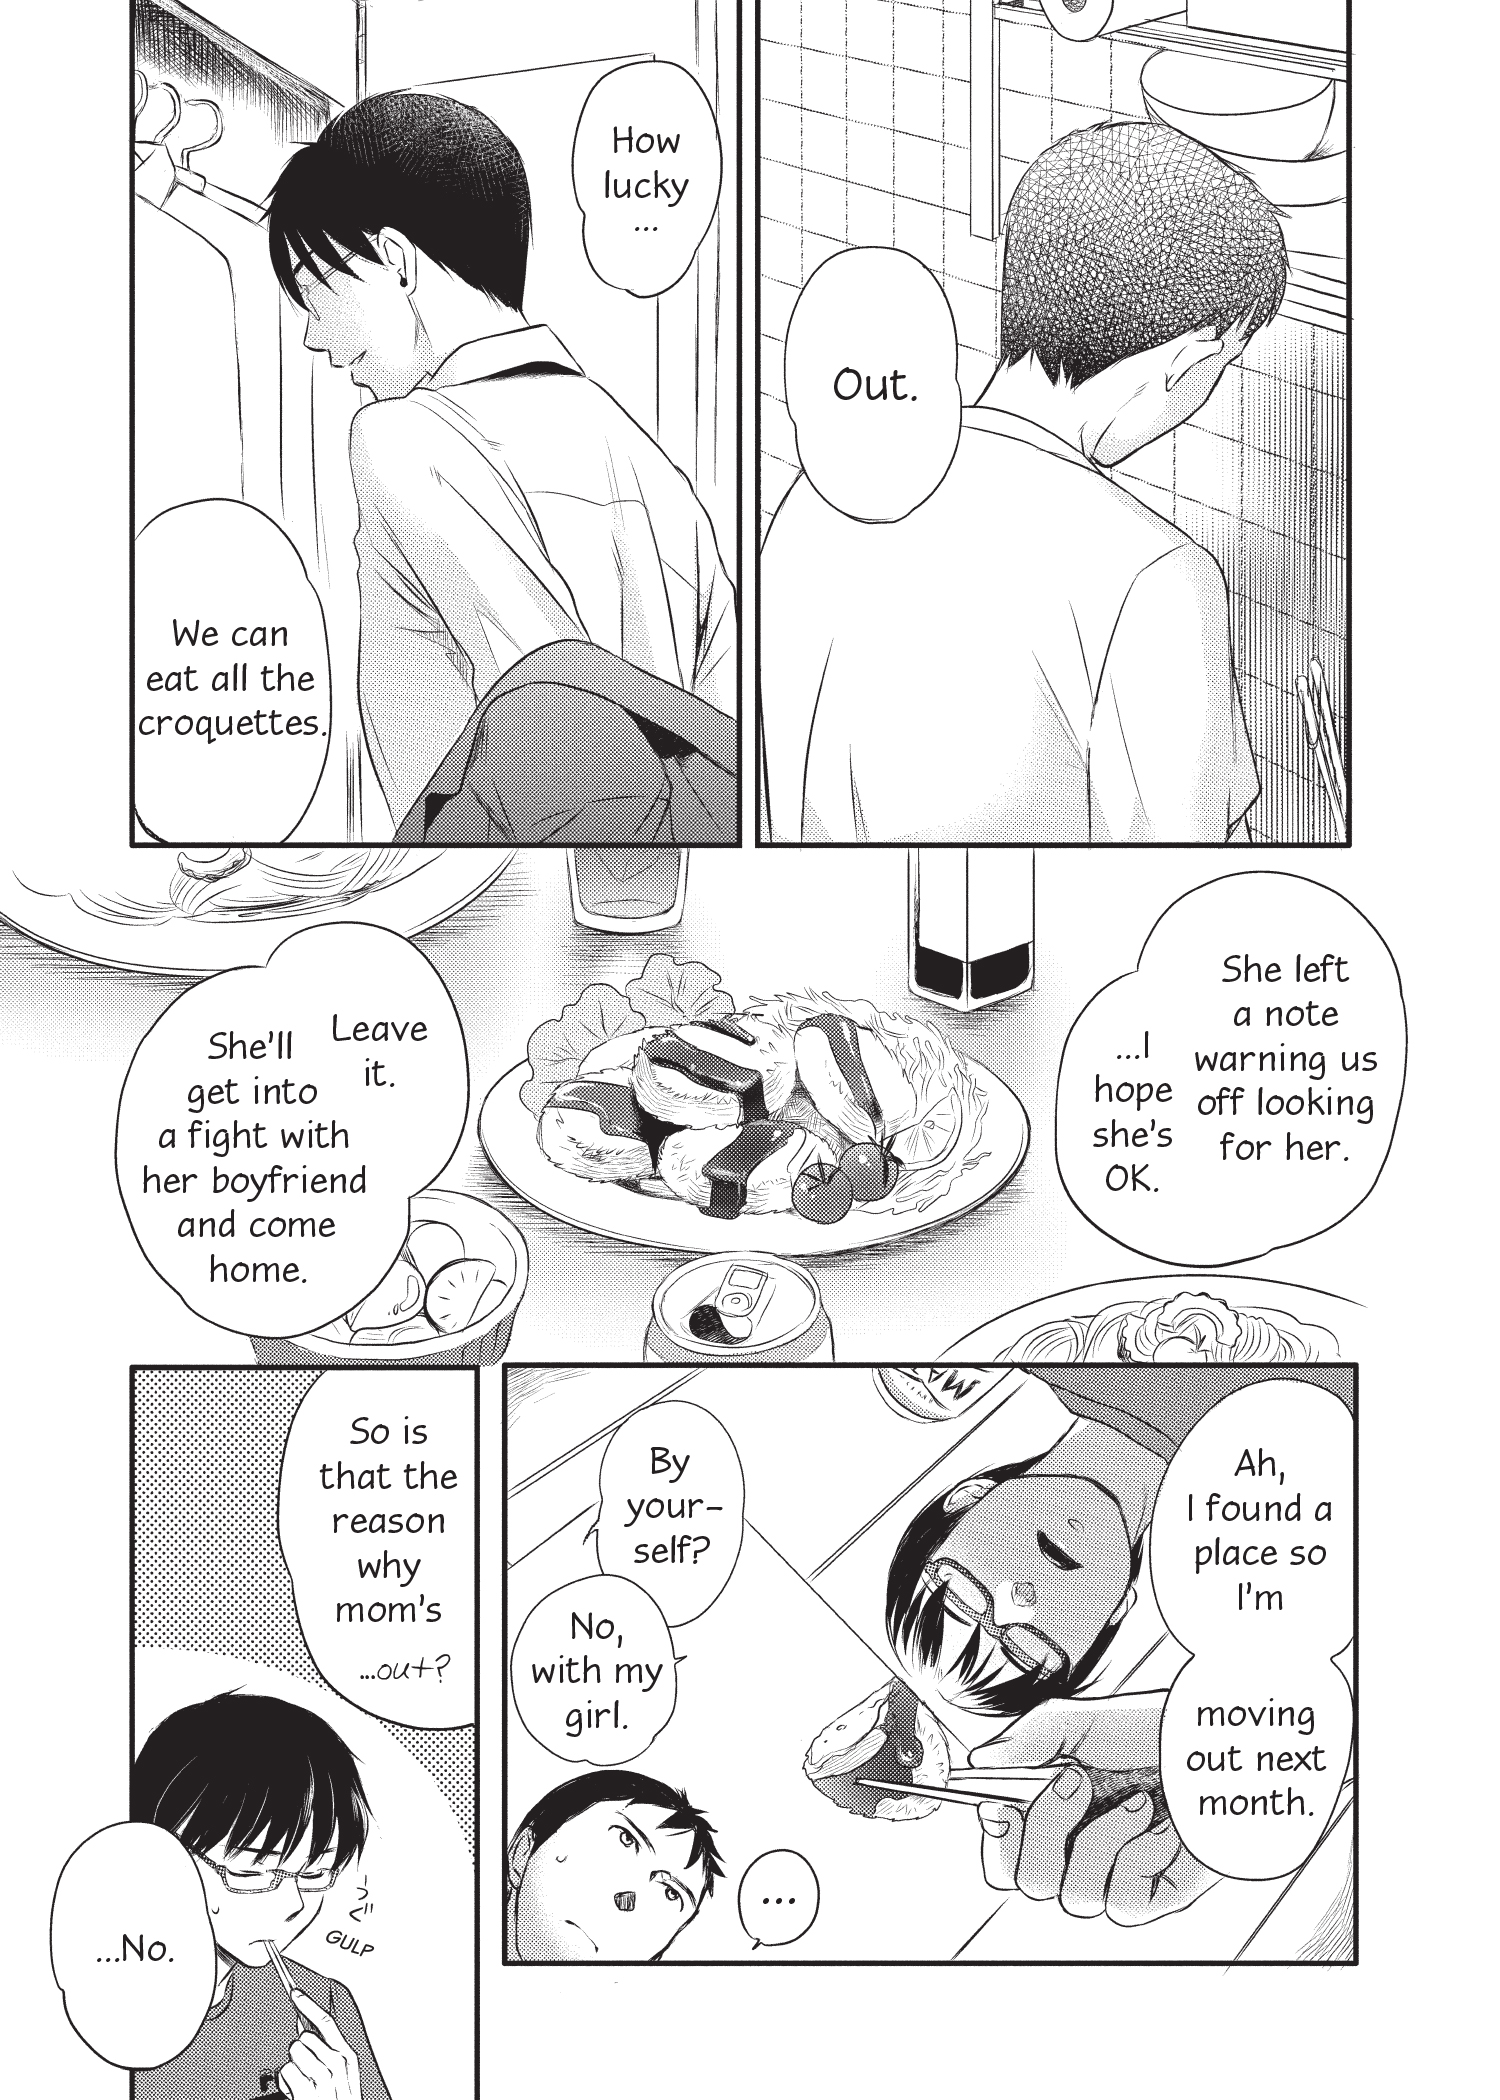 Out.
How
lucky
...
We can
eat all the
croquettes.
She left
a note
warning us
off looking
for her.
...I
hope
she's
OK.
Leave
it.
She'll
get into
a fight with
her boyfriend
and come
home.
Ah,
I found a
place so
I'm
moving
out next
month.
By
your-
self?
No,
with my
girl.
...
So is
that the
reason
why
mom's
...out?
ぐっ
GULP
...No.